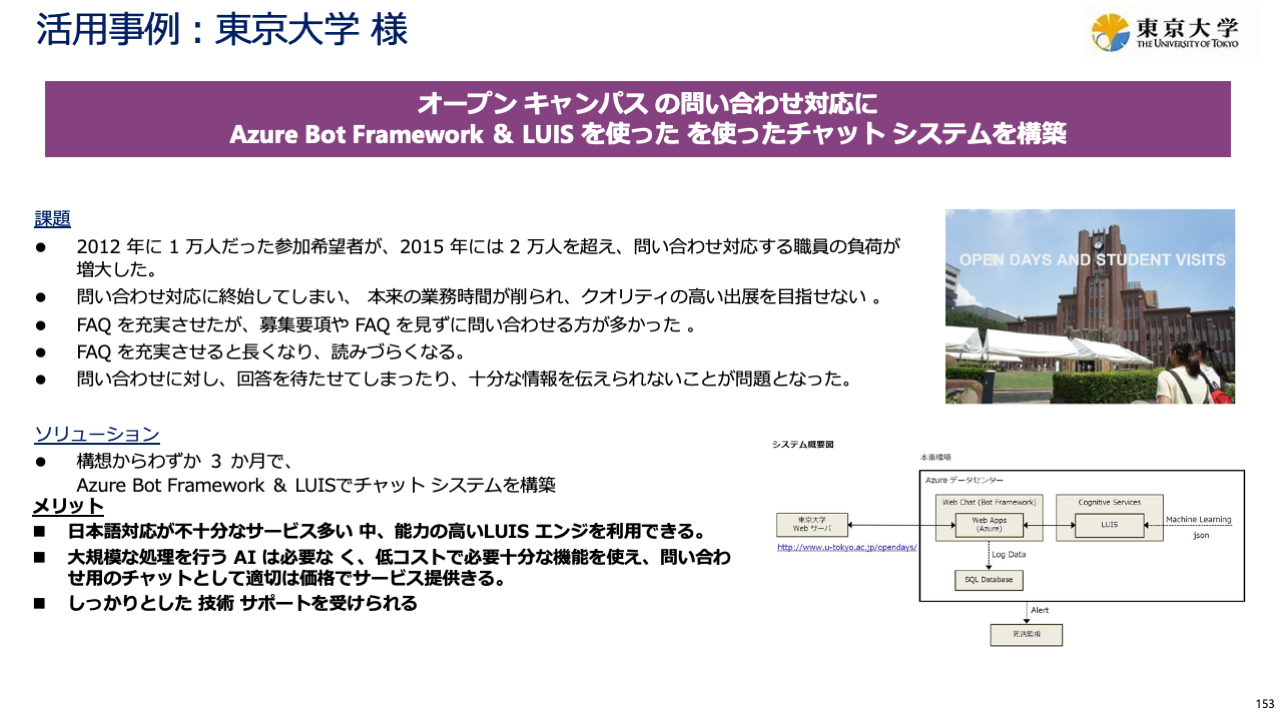 活用事例：東京大学 様
東京大学
THE UNIVERSITY OF TOKYO
オープン キャンパス の問い合わせ対応に
Azure Bot Framework & LUIS を使った を使ったチャット システムを構築
課題
● 2012 年に 1 万人だった参加希望者が、2015 年には 2 万人を超え、問い合わせ対応する職員の負荷が
増大した。
● 問い合わせ対応に終始してしまい、 本来の業務時間が削られ、クオリティの高い出展を目指せない 。
● FAQ を充実させたが、募集要項や FAQ を見ずに問い合わせる方が多かった 。
● FAQ を充実させると長くなり、読みづらくなる。
● 問い合わせに対し、回答を待たせてしまったり、十分な情報を伝えられないことが問題となった。
OPEN DAYS AND STUDENT VISITS
ソリューション
● 構想からわずか 3 か月で、
Azure Bot Framework & LUISでチャット システムを構築
メリット
■ 日本語対応が不十分なサービス多い 中、能力の高いLUIS エンジを利用できる。
■ 大規模な処理を行う AI は必要な く、低コストで必要十分な機能を使え、問い合わ
せ用のチャットとして適切は価格でサービス提供きる。
■ しっかりとした 技術 サポートを受けられる
システム概要図
本番環境
Azure データセンター
Web Chat (Bot Framework)
Cognitive Services
東京大学
Web サーバ
Web Apps
(Azure)
LUIS
Machine Learning
json
http://www.u-tokyo.ac.jp/opendays/
Log Data
SQL Database
Alert
死活監視
153